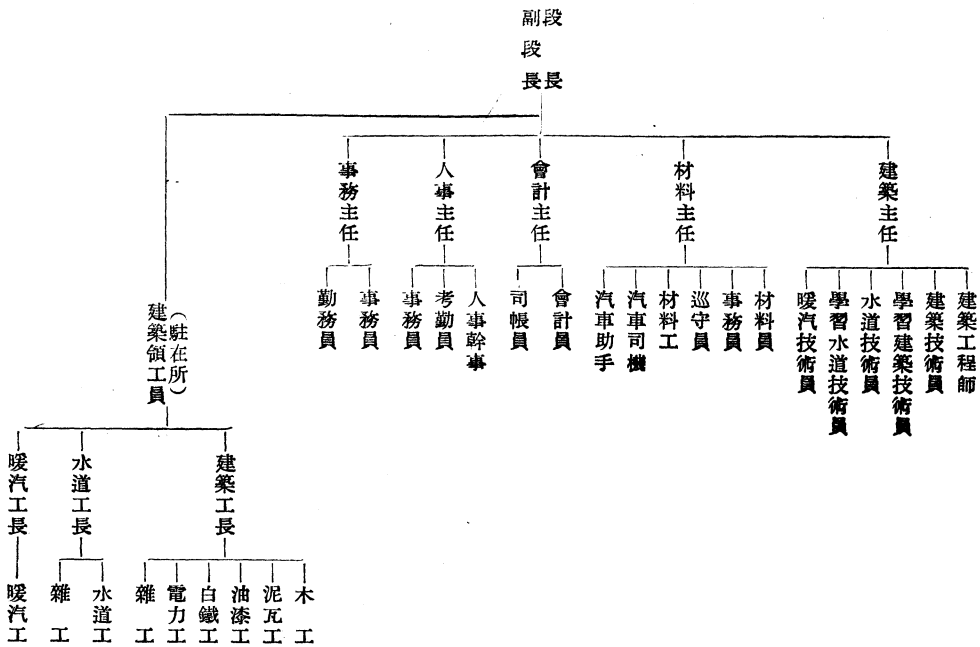 段長
副段長
建築主任
材料主任
會計主任
人事主任
事務主任
建築工程師
建築技術員
學習建築技術員
水道技術員
學習水道技術員
暖汽技術員
材料員
事務員
巡守員
材料工
汽車司機
汽車助手
會計員
司帳員
人事幹事
考勤員
事務員
事務員
勤務員
(駐在所)
建築領工員
建築工長
水道工長
暖汽工長
木工
泥瓦工
油漆工
白鐵工
電力工
雜工
水道工
雜工
暖汽工